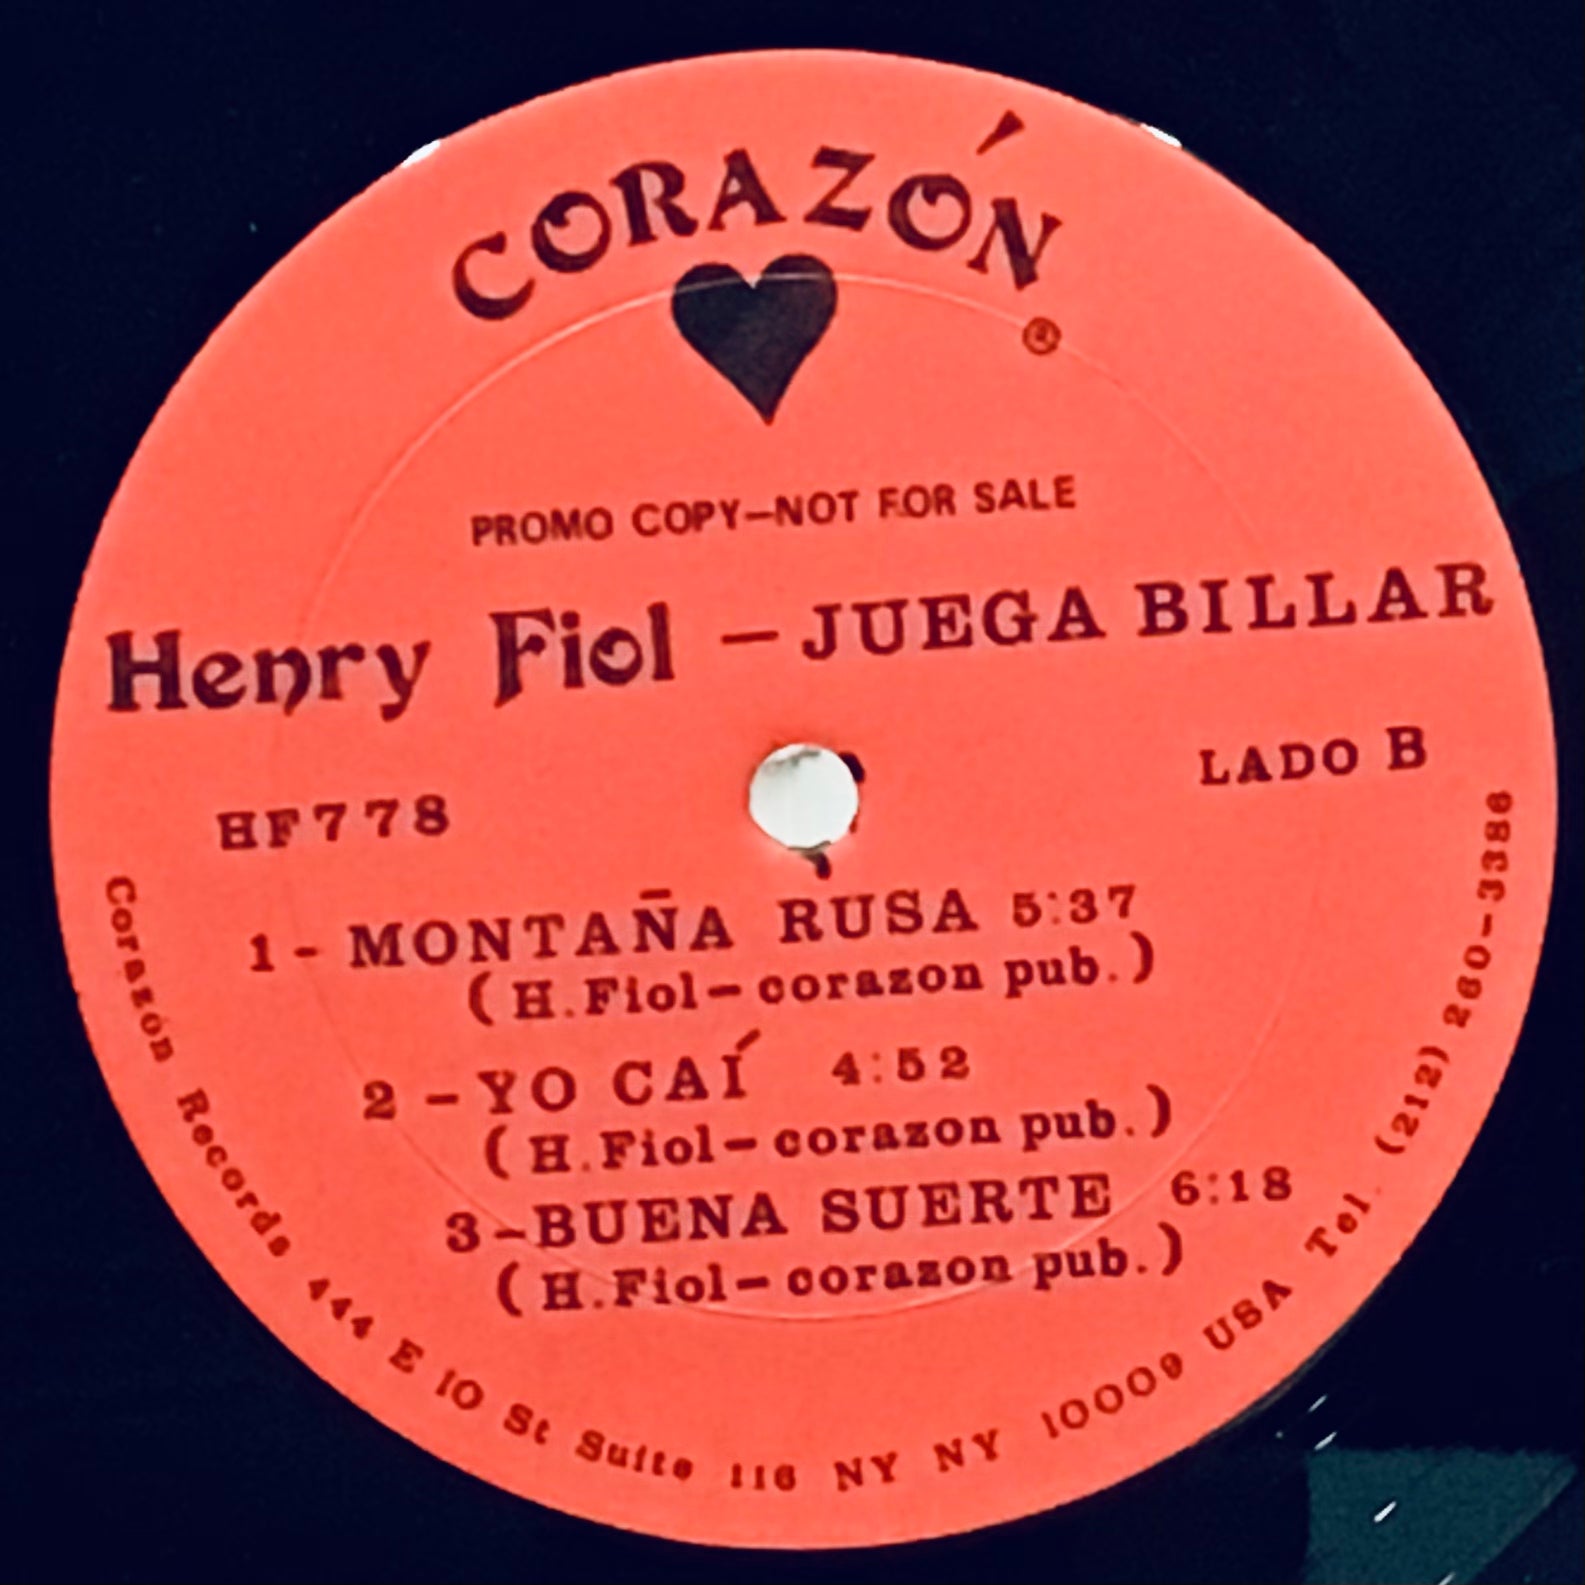 CORAZÓN
®
PROMO COPY—NOT FOR SALE
Henry Fiol — JUEGA BILLAR
LADO B
HF778
1 - MONTAÑA RUSA 5:37
(H.Fiol—corazon pub.)
2 - YO CAÍ 4:52
(H.Fiol—corazon pub.)
3 - BUENA SUERTE 6:18
(H.Fiol—corazon pub.)
Corazón Records 444 E 10 St Suite 116 NY NY 10009 USA Tel. (212) 260-3386